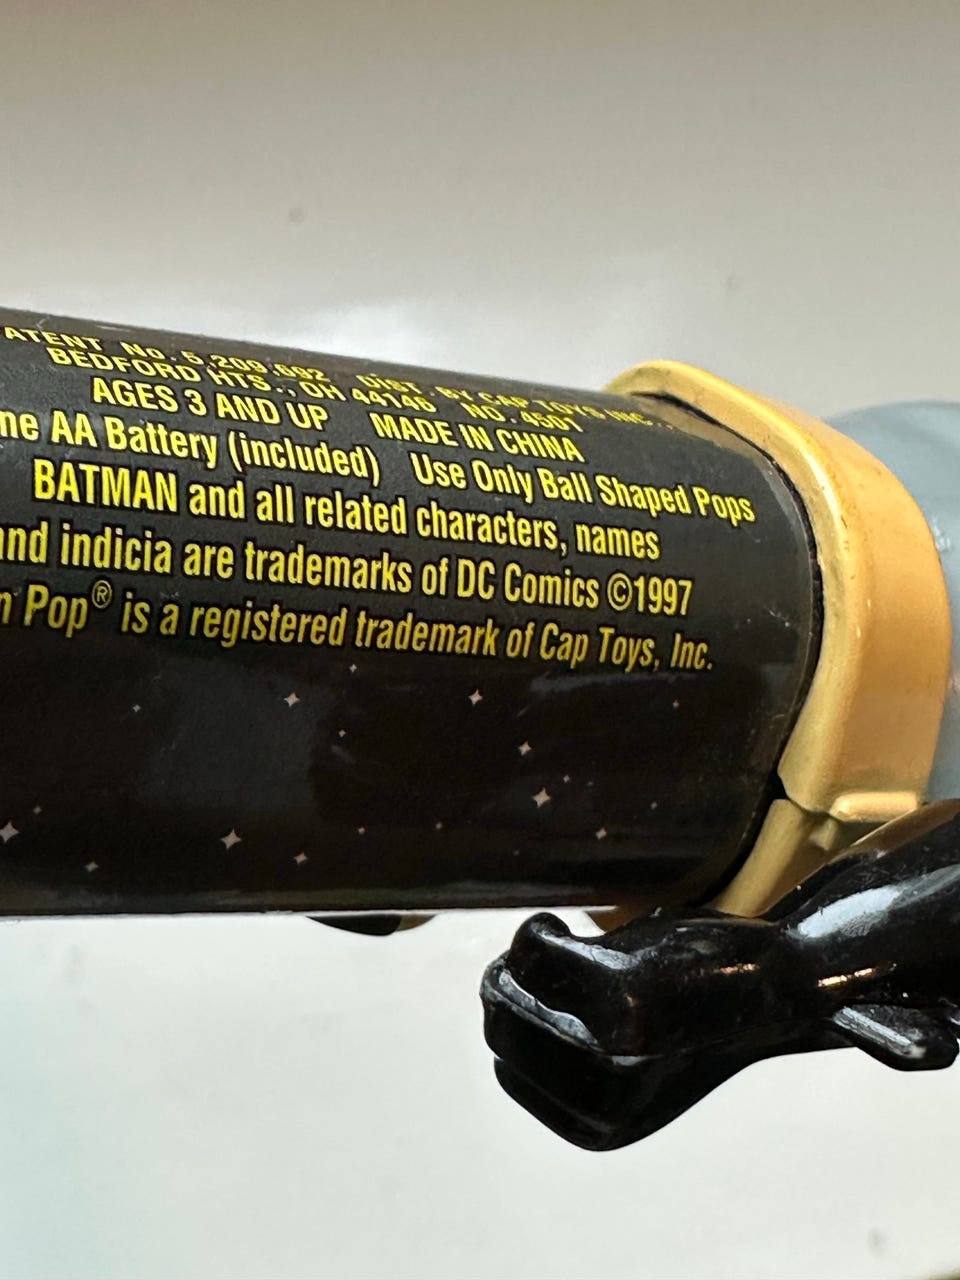 ATENT No. 5,209,692 DIST. BY CAP TOYS INC.
BEDFORD HTS., OH 44146 NO. 4501
AGES 3 AND UP MADE IN CHINA
ne AA Battery (included) Use Only Ball Shaped Pops
BATMAN and all related characters, names
and indicia are trademarks of DC Comics ©1997
n Pop® is a registered trademark of Cap Toys, Inc.